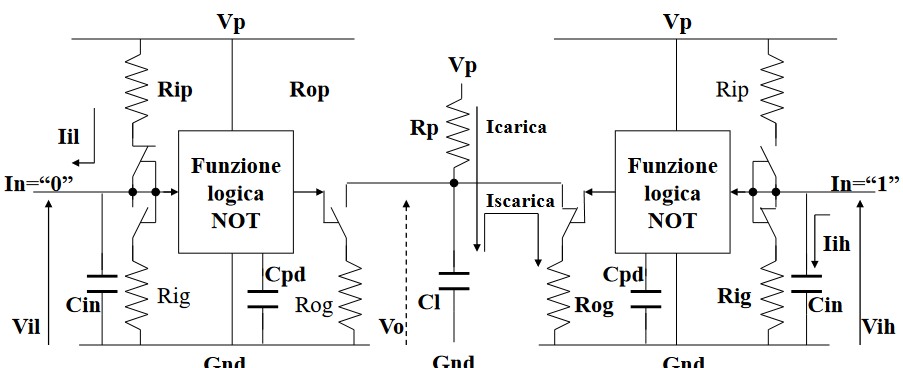 Vp
Vp
Vp
Rip
Rop
Rp
Icarica
Rip
Iil
Funzione
logica
NOT
Funzione
logica
NOT
In=“0”
In=“1”
Iscarica
Iih
Cpd
Cpd
Cin
Rig
Rog
Cl
Rog
Rig
Cin
Vil
Vo
Vih
Gnd
Gnd
Gnd